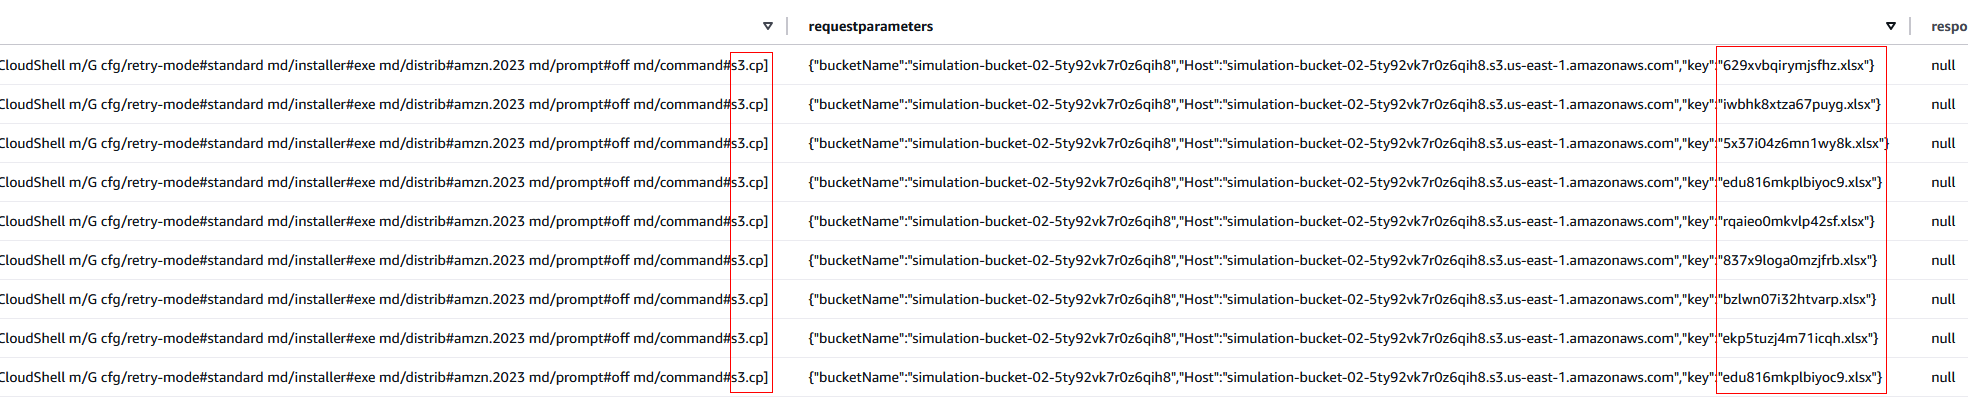 requestparameters respo
CloudShell m/G cfg/retry-mode#standard md/installer#exe md/distrib#amzn.2023 md/prompt#off md/command#s3.cp] {"bucketName":"simulation-bucket-02-5ty92vk7r0z6qih8","Host":"simulation-bucket-02-5ty92vk7r0z6qih8.s3.us-east-1.amazonaws.com","key":"629xvbqirymjsfhz.xlsx"} null
CloudShell m/G cfg/retry-mode#standard md/installer#exe md/distrib#amzn.2023 md/prompt#off md/command#s3.cp] {"bucketName":"simulation-bucket-02-5ty92vk7r0z6qih8","Host":"simulation-bucket-02-5ty92vk7r0z6qih8.s3.us-east-1.amazonaws.com","key":"iwbhk8xtza67puyg.xlsx"} null
CloudShell m/G cfg/retry-mode#standard md/installer#exe md/distrib#amzn.2023 md/prompt#off md/command#s3.cp] {"bucketName":"simulation-bucket-02-5ty92vk7r0z6qih8","Host":"simulation-bucket-02-5ty92vk7r0z6qih8.s3.us-east-1.amazonaws.com","key":"5x37i04z6mn1wy8k.xlsx"} null
CloudShell m/G cfg/retry-mode#standard md/installer#exe md/distrib#amzn.2023 md/prompt#off md/command#s3.cp] {"bucketName":"simulation-bucket-02-5ty92vk7r0z6qih8","Host":"simulation-bucket-02-5ty92vk7r0z6qih8.s3.us-east-1.amazonaws.com","key":"edu816mkplbiyoc9.xlsx"} null
CloudShell m/G cfg/retry-mode#standard md/installer#exe md/distrib#amzn.2023 md/prompt#off md/command#s3.cp] {"bucketName":"simulation-bucket-02-5ty92vk7r0z6qih8","Host":"simulation-bucket-02-5ty92vk7r0z6qih8.s3.us-east-1.amazonaws.com","key":"rqaieo0mkvlp42sf.xlsx"} null
CloudShell m/G cfg/retry-mode#standard md/installer#exe md/distrib#amzn.2023 md/prompt#off md/command#s3.cp] {"bucketName":"simulation-bucket-02-5ty92vk7r0z6qih8","Host":"simulation-bucket-02-5ty92vk7r0z6qih8.s3.us-east-1.amazonaws.com","key":"837x9loga0mzjfrb.xlsx"} null
CloudShell m/G cfg/retry-mode#standard md/installer#exe md/distrib#amzn.2023 md/prompt#off md/command#s3.cp] {"bucketName":"simulation-bucket-02-5ty92vk7r0z6qih8","Host":"simulation-bucket-02-5ty92vk7r0z6qih8.s3.us-east-1.amazonaws.com","key":"bzlwn07i32htvarp.xlsx"} null
CloudShell m/G cfg/retry-mode#standard md/installer#exe md/distrib#amzn.2023 md/prompt#off md/command#s3.cp] {"bucketName":"simulation-bucket-02-5ty92vk7r0z6qih8","Host":"simulation-bucket-02-5ty92vk7r0z6qih8.s3.us-east-1.amazonaws.com","key":"ekp5tuzj4m71icqh.xlsx"} null
CloudShell m/G cfg/retry-mode#standard md/installer#exe md/distrib#amzn.2023 md/prompt#off md/command#s3.cp] {"bucketName":"simulation-bucket-02-5ty92vk7r0z6qih8","Host":"simulation-bucket-02-5ty92vk7r0z6qih8.s3.us-east-1.amazonaws.com","key":"edu816mkplbiyoc9.xlsx"} null